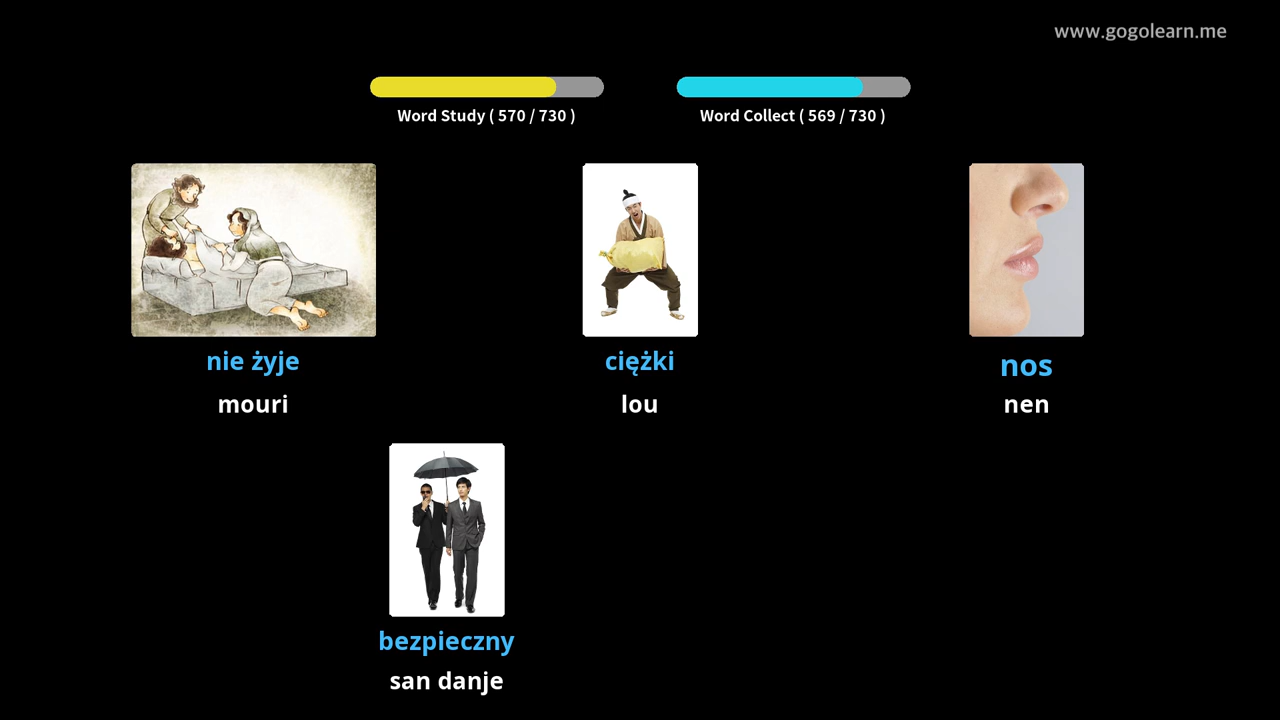 www.gogolearn.me
Word Study ( 570 / 730 )
Word Collect ( 569 / 730 )
nie żyje
mouri
ciężki
lou
nos
nen
bezpieczny
san danje